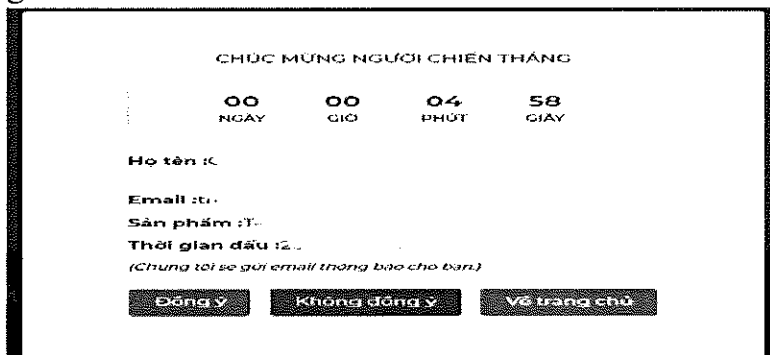 CHÚC MỪNG NGƯỜI CHIẾN THẮNG
00 00 04 58
NGÀY GIỜ PHÚT GIÂY
Họ tên :
Email :
Sản phẩm :
Thời gian đấu :
(Chúng tôi sẽ gửi email thông báo cho bạn.)
Đồng ý Không đồng ý Về trang chủ